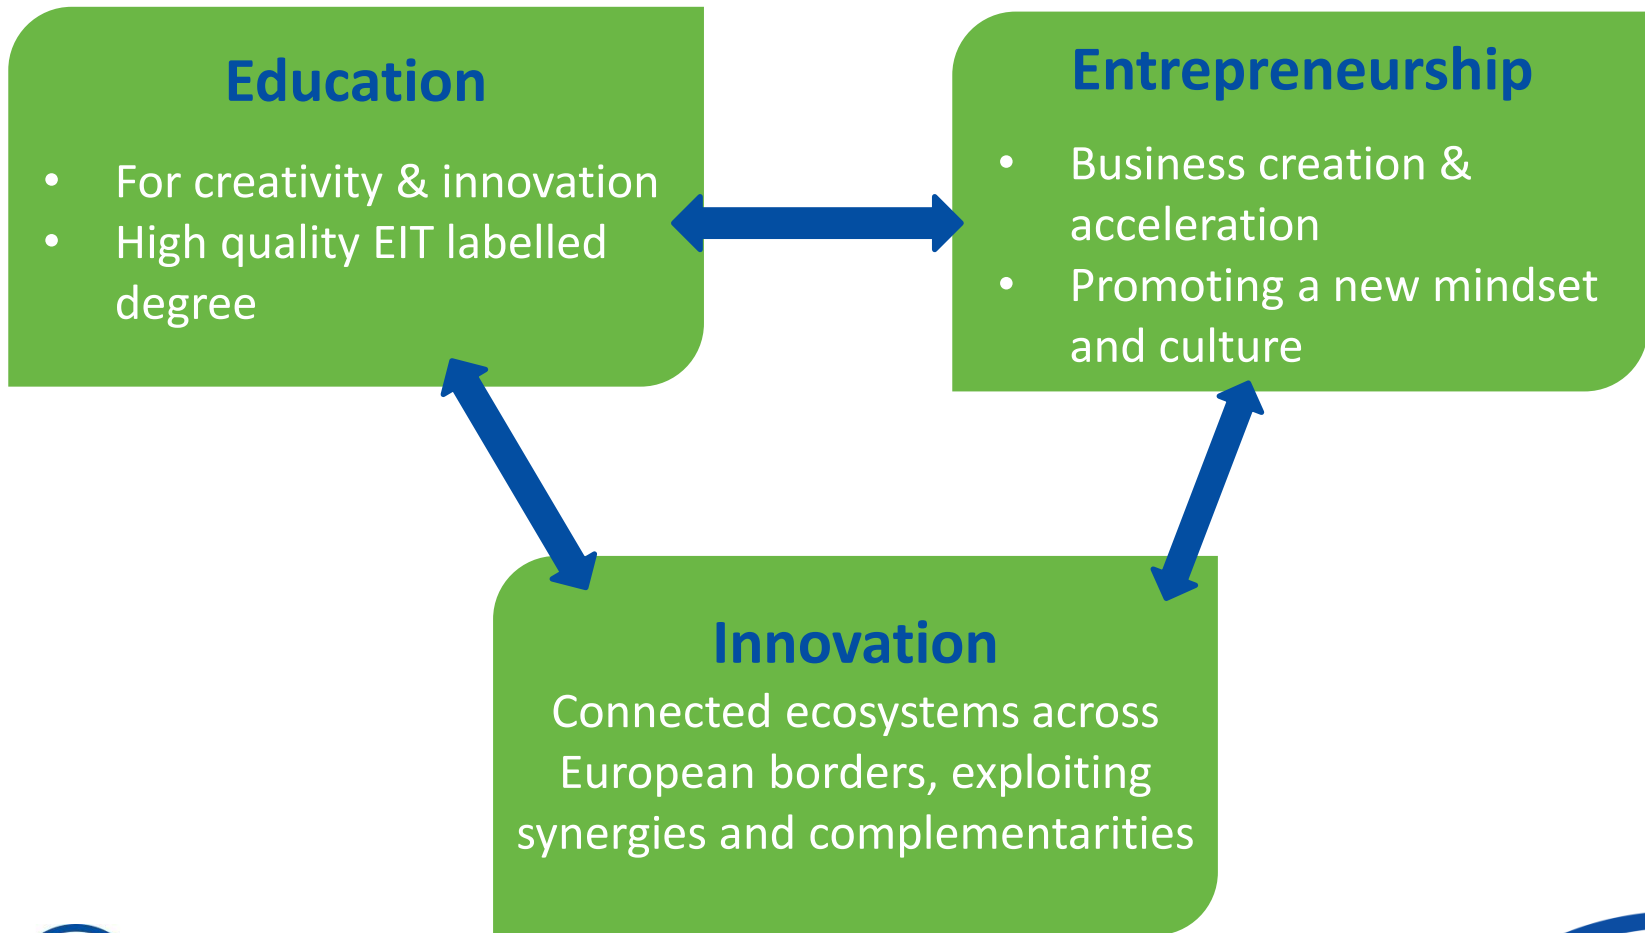 Education
• For creativity & innovation
• High quality EIT labelled
degree
Entrepreneurship
• Business creation &
acceleration
• Promoting a new mindset
and culture
Innovation
Connected ecosystems across
European borders, exploiting
synergies and complementarities